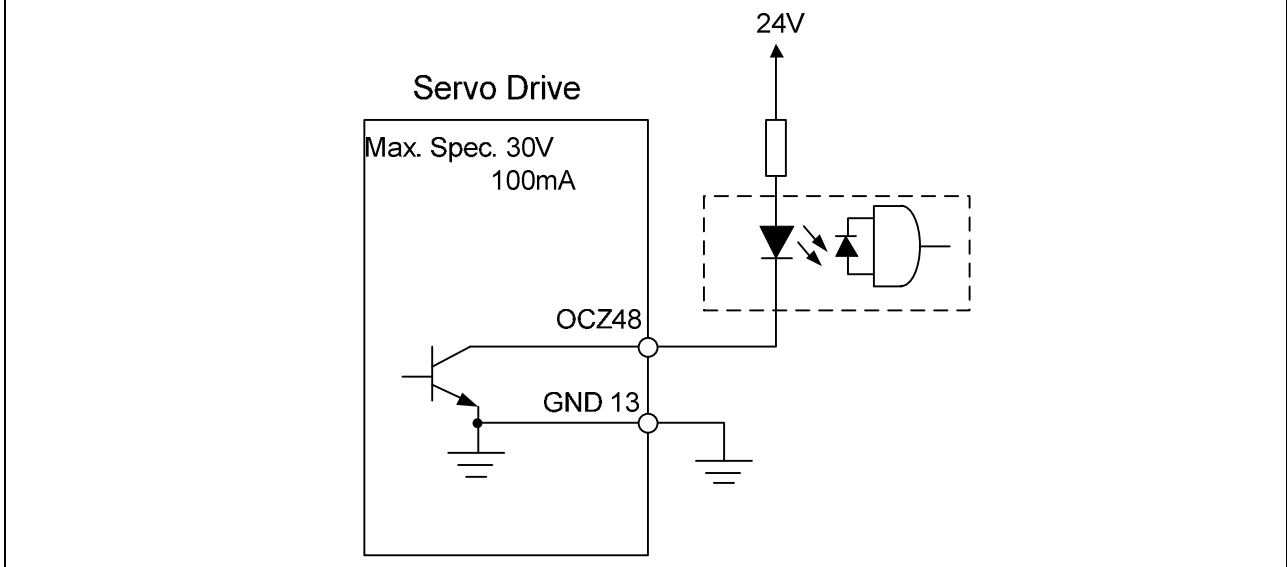 24V
Servo Drive
Max. Spec. 30V
100mA
OCZ48
GND 13